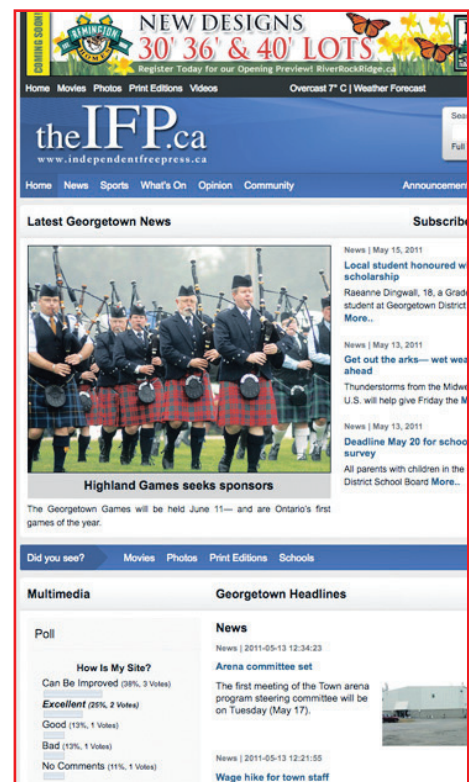 COMING SOON!
REMINGTON
HOMES
NEW DESIGNS
30' 36' & 40' LOTS
Register Today for our Opening Preview! RiverRockRidge.ca
Home Movies Photos Print Editions Videos
Overcast 7° C | Weather Forecast
theIFP.ca
www.independentfreepress.ca
Full
Home News Sports What's On Opinion Community
Latest Georgetown News
News | May 15, 2011
Local student honoured
scholarship
Raeanne Dingwall, 18, a
student at Georgetown District
More..
News | May 13, 2011
Get out the arks— wet
ahead
Thunderstorms from the
U.S. will help give Friday the
News | May 13, 2011
Deadline May 20 for
survey
All parents with children in the
District School Board More..
Highland Games seeks sponsors
The Georgetown Games will be held June 11— and are Ontario's first
games of the year.
Did you see? Movies Photos Print Editions Schools
Multimedia
Poll
How Is My Site?
Can Be Improved (38%, 3 Votes)
Excellent (25%, 2 Votes)
Good (13%, 1 Votes)
Bad (13%, 1 Votes)
No Comments (11%, 1 Votes)
Georgetown Headlines
News
News | 2011-05-13 12:34:23
Arena committee set
The first meeting of the Town arena
program steering committee will be
on Tuesday (May 17).
News | 2011-05-13 12:21:55
Wage hike for town staff